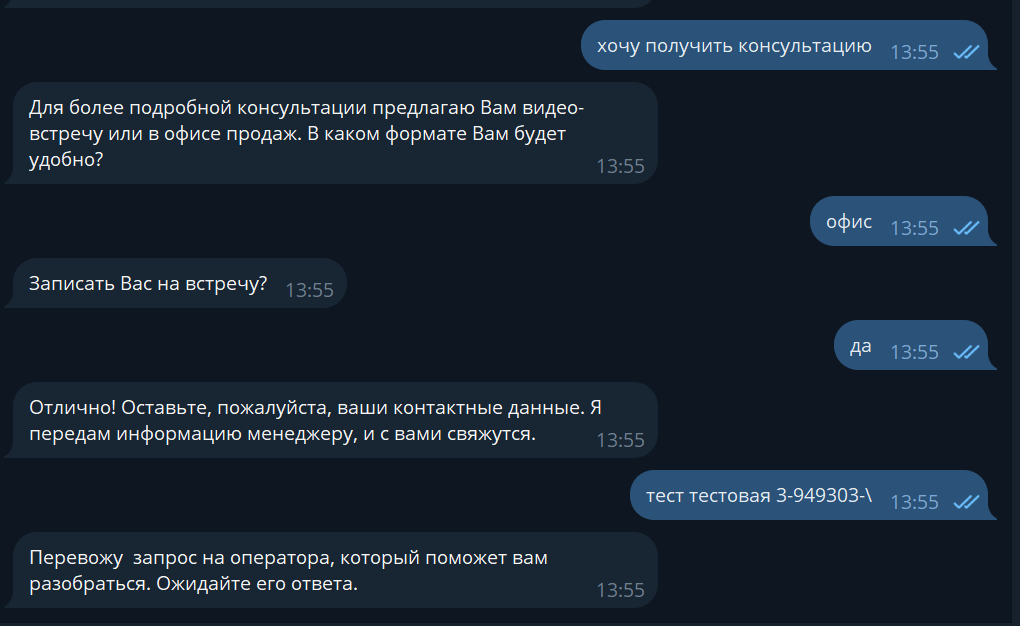 хочу получить консультацию 13:55
Для более подробной консультации предлагаю Вам видео-
встречу или в офисе продаж. В каком формате Вам будет
удобно? 13:55
офис 13:55
Записать Вас на встречу? 13:55
да 13:55
Отлично! Оставьте, пожалуйста, ваши контактные данные. Я
передам информацию менеджеру, и с вами свяжутся. 13:55
тест тестовая 3-949303-\ 13:55
Перевожу  запрос на оператора, который поможет вам
разобраться. Ожидайте его ответа. 13:55